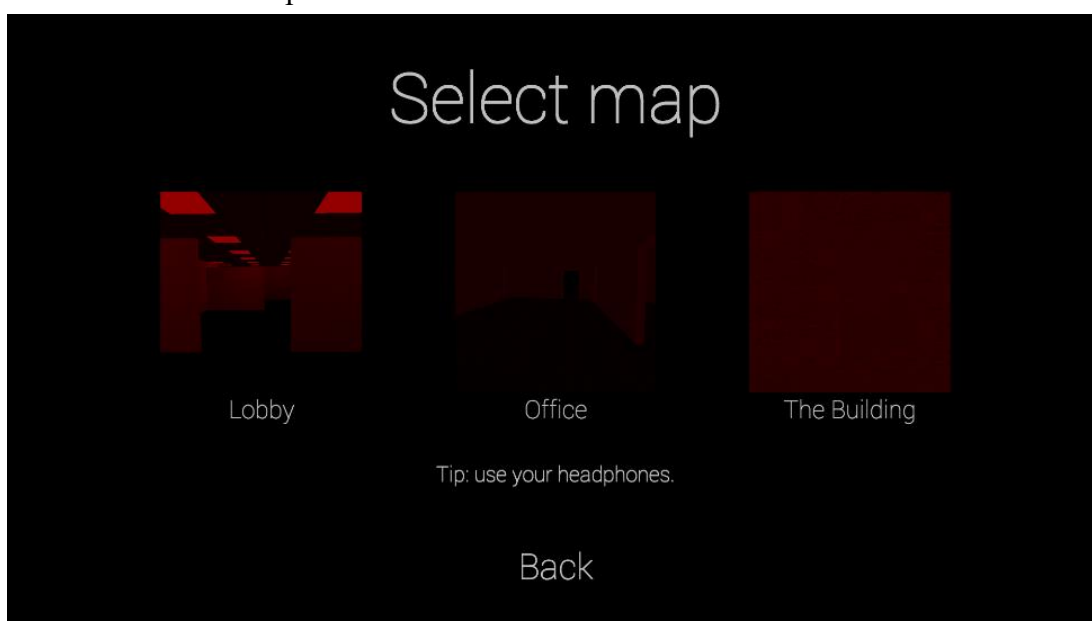 Select map
Lobby
Office
The Building
Tip: use your headphones.
Back